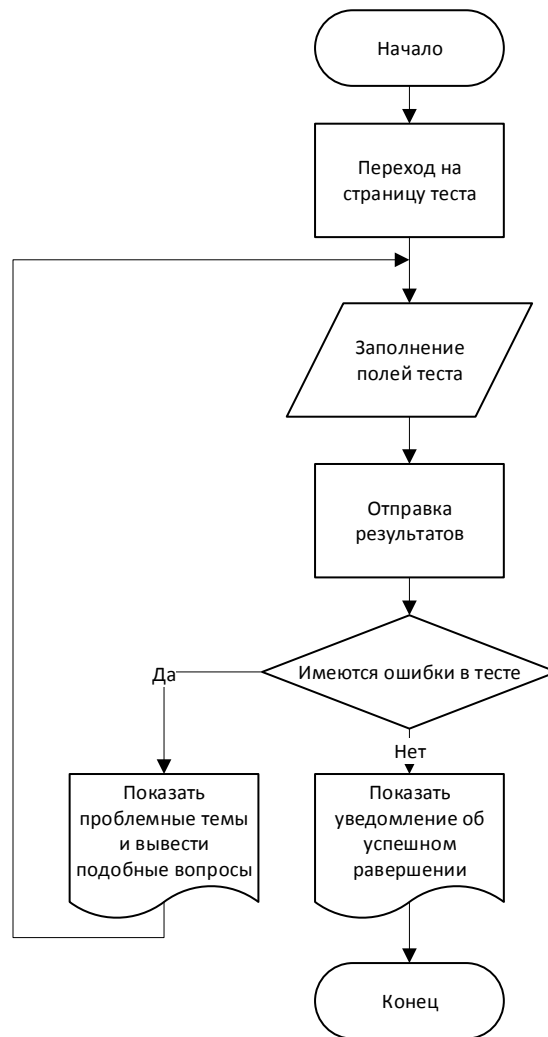 Начало
Переход на
страницу теста
Заполнение
полей теста
Отправка
результатов
Имеются ошибки в тесте
Да
Нет
Показать
проблемные темы
и вывести
подобные вопросы
Показать
уведомление об
успешном
равершении
Конец